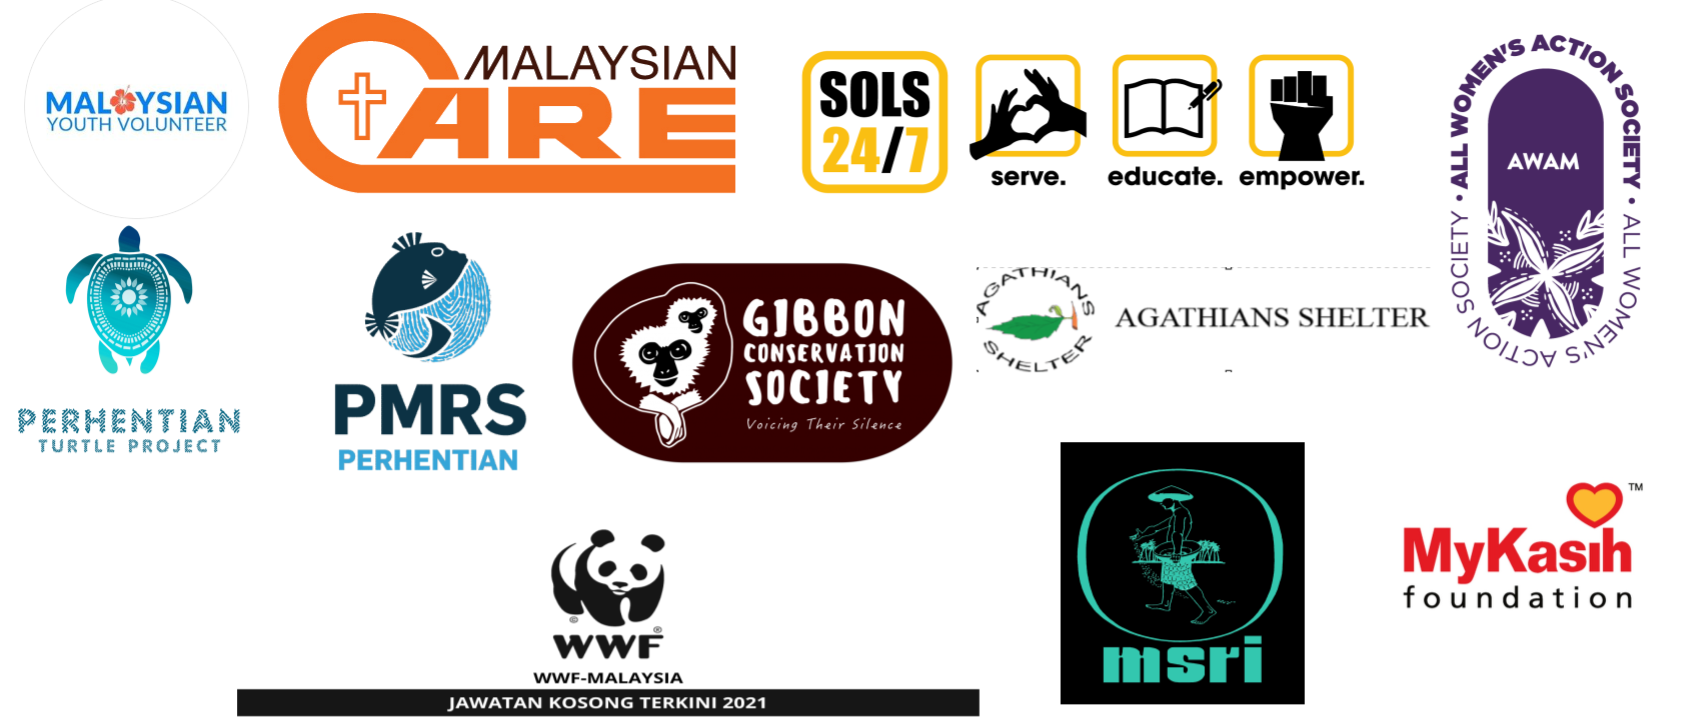 MALAYSIAN
YOUTH VOLUNTEER
MALAYSIAN
CARE
SOLS
24/7
serve.
educate.
empower.
ALL WOMEN'S ACTION SOCIETY • ALL WOMEN'S ACTION SOCIETY •
AWAM
PERHENTIAN
TURTLE PROJECT
PMRS
PERHENTIAN
GIBBON
CONSERVATION
SOCIETY
Voicing Their Silence
AGATHIANS
SHELTER
AGATHIANS SHELTER
©
WWF®
WWF-MALAYSIA
JAWATAN KOSONG TERKINI 2021
msri
MyKasih™
foundation